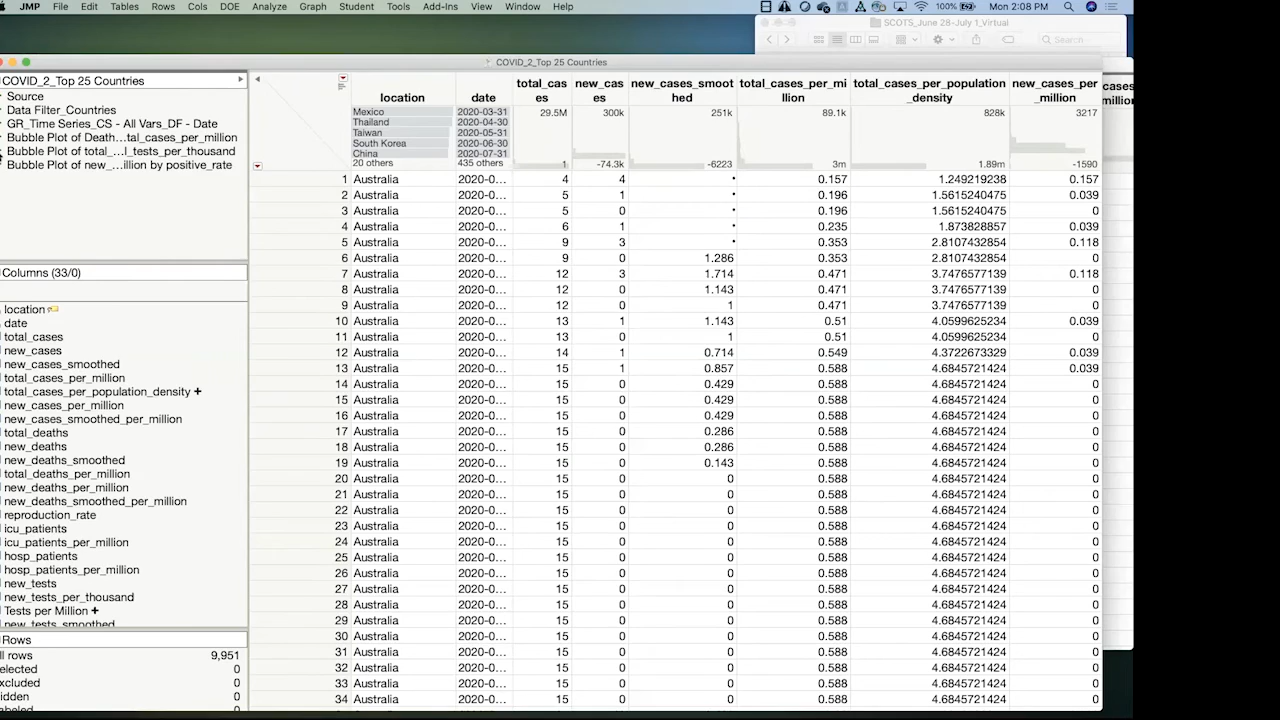 JMP File Edit Tables Rows Cols DOE Analyze Graph Student Tools Add-Ins View Window Help 100% Mon 2:08 PM
SCOTS_June 28-July 1_Virtual
Search
COVID_2_Top 25 Countries
COVID_2_Top 25 Countries
Source
Data Filter_Countries
GR_Time Series_CS - All Vars_DF - Date
Bubble Plot of Death…tal_cases_per_million
Bubble Plot of total_…l_tests_per_thousand
Bubble Plot of new_…illion by positive_rate
Columns (33/0)
location
date
total_cases
new_cases
new_cases_smoothed
total_cases_per_million
total_cases_per_population_density
new_cases_per_million
new_cases_smoothed_per_million
total_deaths
new_deaths
new_deaths_smoothed
total_deaths_per_million
new_deaths_per_million
new_deaths_smoothed_per_million
reproduction_rate
icu_patients
icu_patients_per_million
hosp_patients
hosp_patients_per_million
new_tests
new_tests_per_thousand
Tests per Million
new_tests_smoothed
Rows
ll rows 9,951
elected 0
xcluded 0
idden 0
abeled 0
location date total_cas es new_cas es new_cases_smoot hed total_cases_per_mi llion total_cases_per_population _density new_cases_per _million
cases
million
Mexico 2020-03-31 29.5M 300k 251k 89.1k 828k 3217
Thailand 2020-04-30
Taiwan 2020-05-31
South Korea 2020-06-30
China 2020-07-31
20 others 435 others 1 -74.3k -6223 3m 1.89m -1590
1 Australia 2020-0… 4 4 • 0.157 1.249219238 0.157
2 Australia 2020-0… 5 1 • 0.196 1.5615240475 0.039
3 Australia 2020-0… 5 0 • 0.196 1.5615240475 0
4 Australia 2020-0… 6 1 • 0.235 1.873828857 0.039
5 Australia 2020-0… 9 3 • 0.353 2.8107432854 0.118
6 Australia 2020-0… 9 0 1.286 0.353 2.8107432854 0
7 Australia 2020-0… 12 3 1.714 0.471 3.7476577139 0.118
8 Australia 2020-0… 12 0 1.143 0.471 3.7476577139 0
9 Australia 2020-0… 12 0 1 0.471 3.7476577139 0
10 Australia 2020-0… 13 1 1.143 0.51 4.0599625234 0.039
11 Australia 2020-0… 13 0 1 0.51 4.0599625234 0
12 Australia 2020-0… 14 1 0.714 0.549 4.3722673329 0.039
13 Australia 2020-0… 15 1 0.857 0.588 4.6845721424 0.039
14 Australia 2020-0… 15 0 0.429 0.588 4.6845721424 0
15 Australia 2020-0… 15 0 0.429 0.588 4.6845721424 0
16 Australia 2020-0… 15 0 0.429 0.588 4.6845721424 0
17 Australia 2020-0… 15 0 0.286 0.588 4.6845721424 0
18 Australia 2020-0… 15 0 0.286 0.588 4.6845721424 0
19 Australia 2020-0… 15 0 0.143 0.588 4.6845721424 0
20 Australia 2020-0… 15 0 0 0.588 4.6845721424 0
21 Australia 2020-0… 15 0 0 0.588 4.6845721424 0
22 Australia 2020-0… 15 0 0 0.588 4.6845721424 0
23 Australia 2020-0… 15 0 0 0.588 4.6845721424 0
24 Australia 2020-0… 15 0 0 0.588 4.6845721424 0
25 Australia 2020-0… 15 0 0 0.588 4.6845721424 0
26 Australia 2020-0… 15 0 0 0.588 4.6845721424 0
27 Australia 2020-0… 15 0 0 0.588 4.6845721424 0
28 Australia 2020-0… 15 0 0 0.588 4.6845721424 0
29 Australia 2020-0… 15 0 0 0.588 4.6845721424 0
30 Australia 2020-0… 15 0 0 0.588 4.6845721424 0
31 Australia 2020-0… 15 0 0 0.588 4.6845721424 0
32 Australia 2020-0… 15 0 0 0.588 4.6845721424 0
33 Australia 2020-0… 15 0 0 0.588 4.6845721424 0
34 Australia 2020-0… 15 0 0 0.588 4.6845721424 0